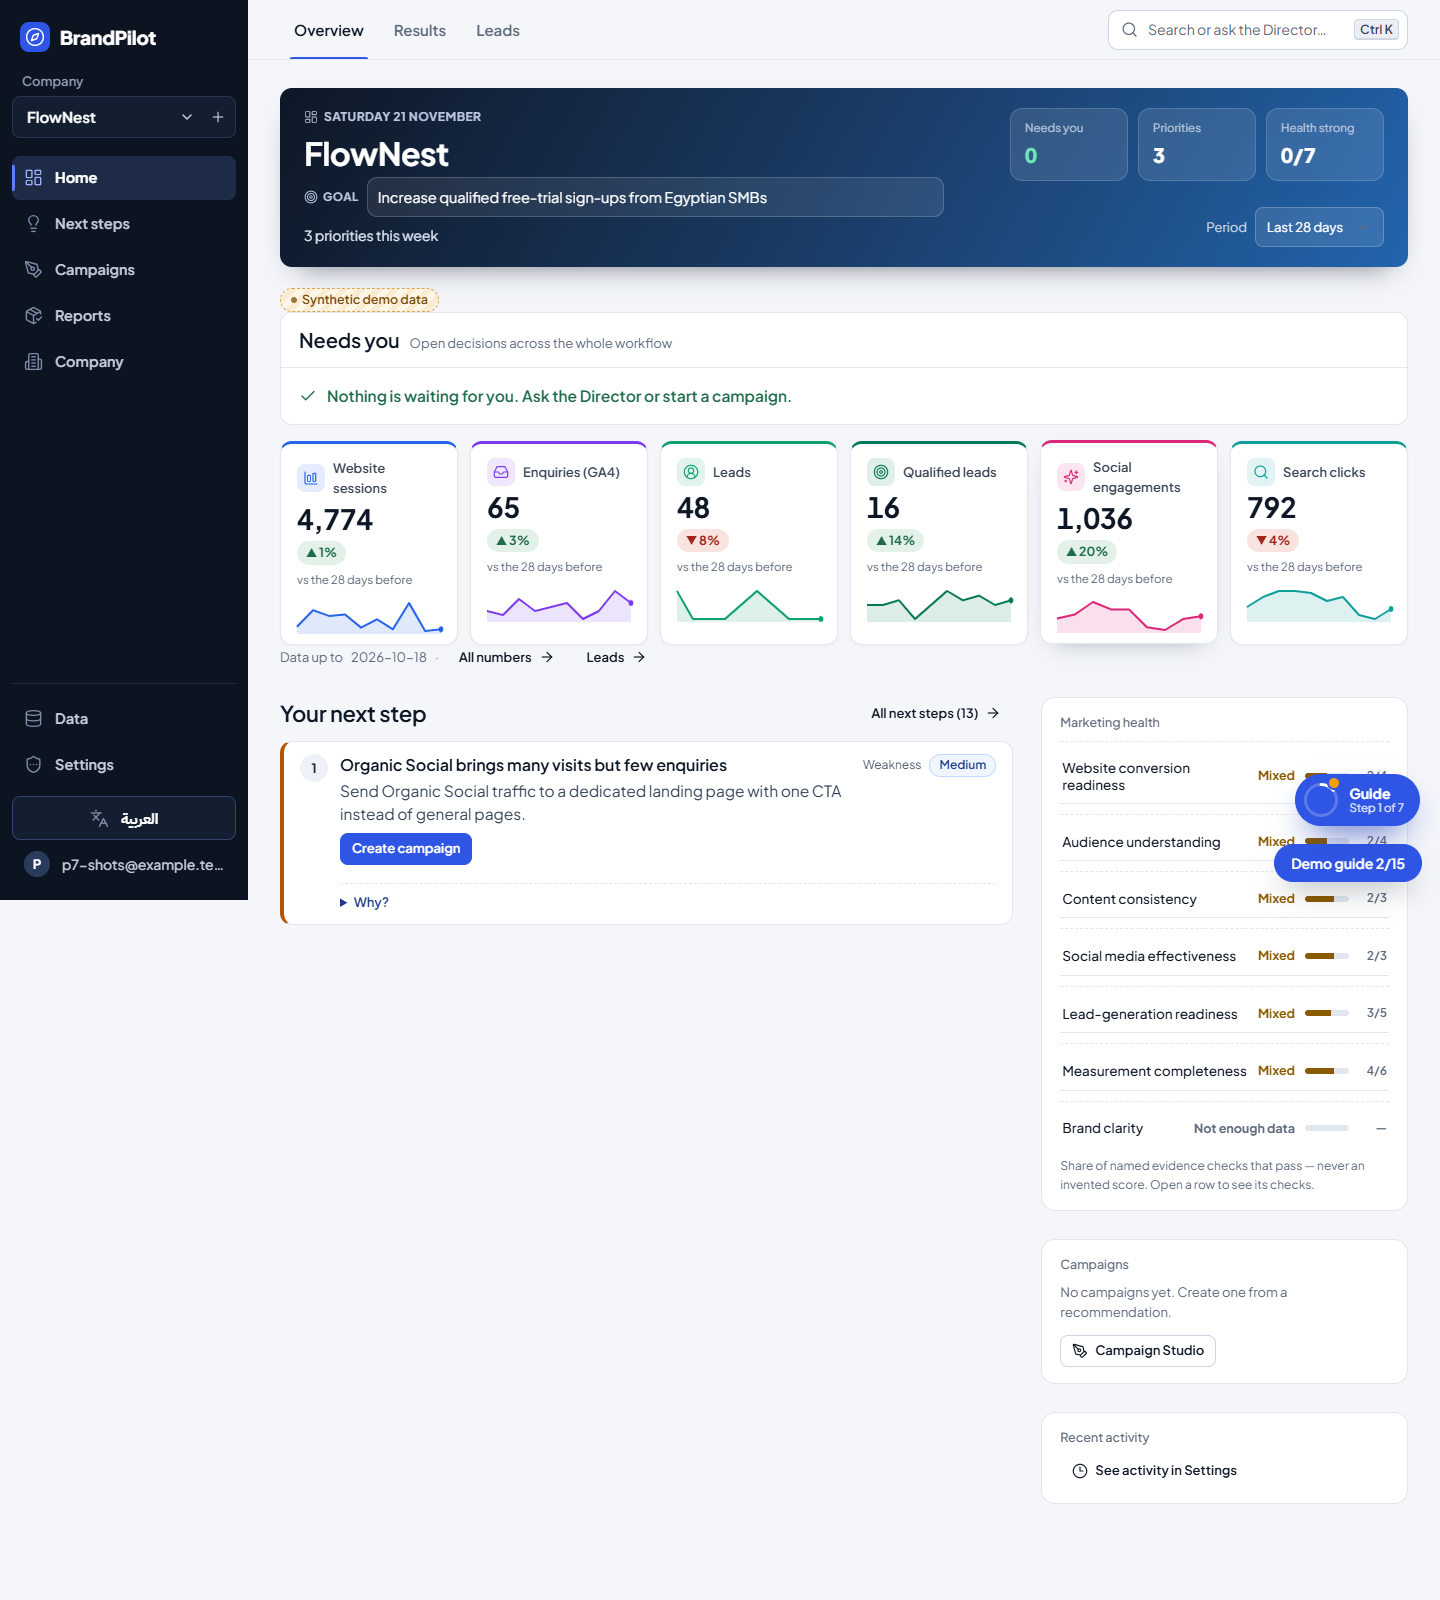 BrandPilot
Company
FlowNest
Home
Next steps
Campaigns
Reports
Company
Data
Settings
العربية
P
p7-shots@example.te...
Overview
Results
Leads
Search or ask the Director...
Ctrl K
SATURDAY 21 NOVEMBER
FlowNest
GOAL
Increase qualified free-trial sign-ups from Egyptian SMBs
3 priorities this week
Needs you
0
Priorities
3
Health strong
0/7
Period
Last 28 days
Synthetic demo data
Needs you
Open decisions across the whole workflow
Nothing is waiting for you. Ask the Director or start a campaign.
Website
sessions
4,774
▲1%
vs the 28 days before
Enquiries (GA4)
65
▲3%
vs the 28 days before
Leads
48
▼8%
vs the 28 days before
Qualified leads
16
▲14%
vs the 28 days before
Social
engagements
1,036
▲20%
vs the 28 days before
Search clicks
792
▼4%
vs the 28 days before
Data up to 2026-10-18 ·
All numbers →
Leads →
Your next step
All next steps (13) →
1
Organic Social brings many visits but few enquiries
Weakness
Medium
Send Organic Social traffic to a dedicated landing page with one CTA
instead of general pages.
Create campaign
▶ Why?
Marketing health
Website conversion
readiness
Mixed
Guide
Step 1 of 7
Audience understanding
Mixed
2/4
Demo guide 2/15
Content consistency
Mixed
2/3
Social media effectiveness
Mixed
2/3
Lead-generation readiness
Mixed
3/5
Measurement completeness
Mixed
4/6
Brand clarity
Not enough data
—
Share of named evidence checks that pass — never an
invented score. Open a row to see its checks.
Campaigns
No campaigns yet. Create one from a
recommendation.
Campaign Studio
Recent activity
See activity in Settings